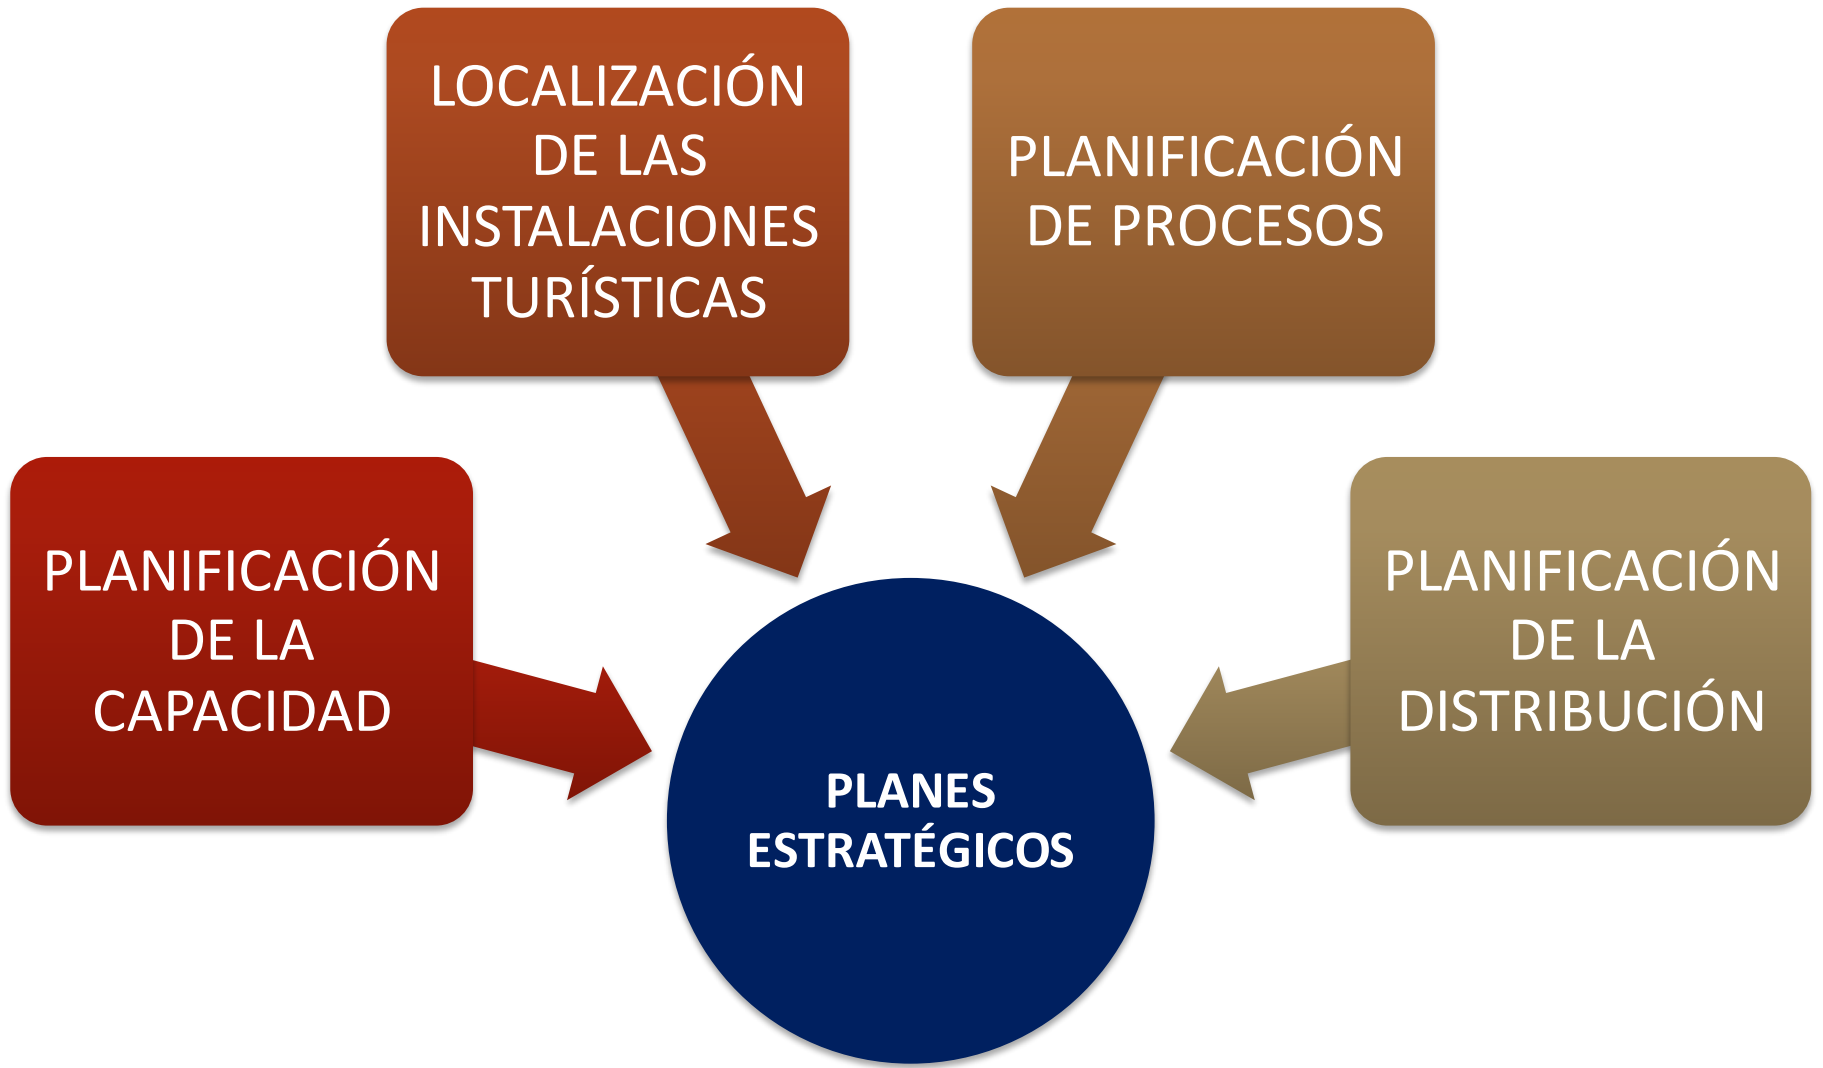 LOCALIZACIÓN
DE LAS
INSTALACIONES
TURÍSTICAS
PLANIFICACIÓN
DE PROCESOS
PLANIFICACIÓN
DE LA
CAPACIDAD
PLANIFICACIÓN
DE LA
DISTRIBUCIÓN
PLANES
ESTRATÉGICOS